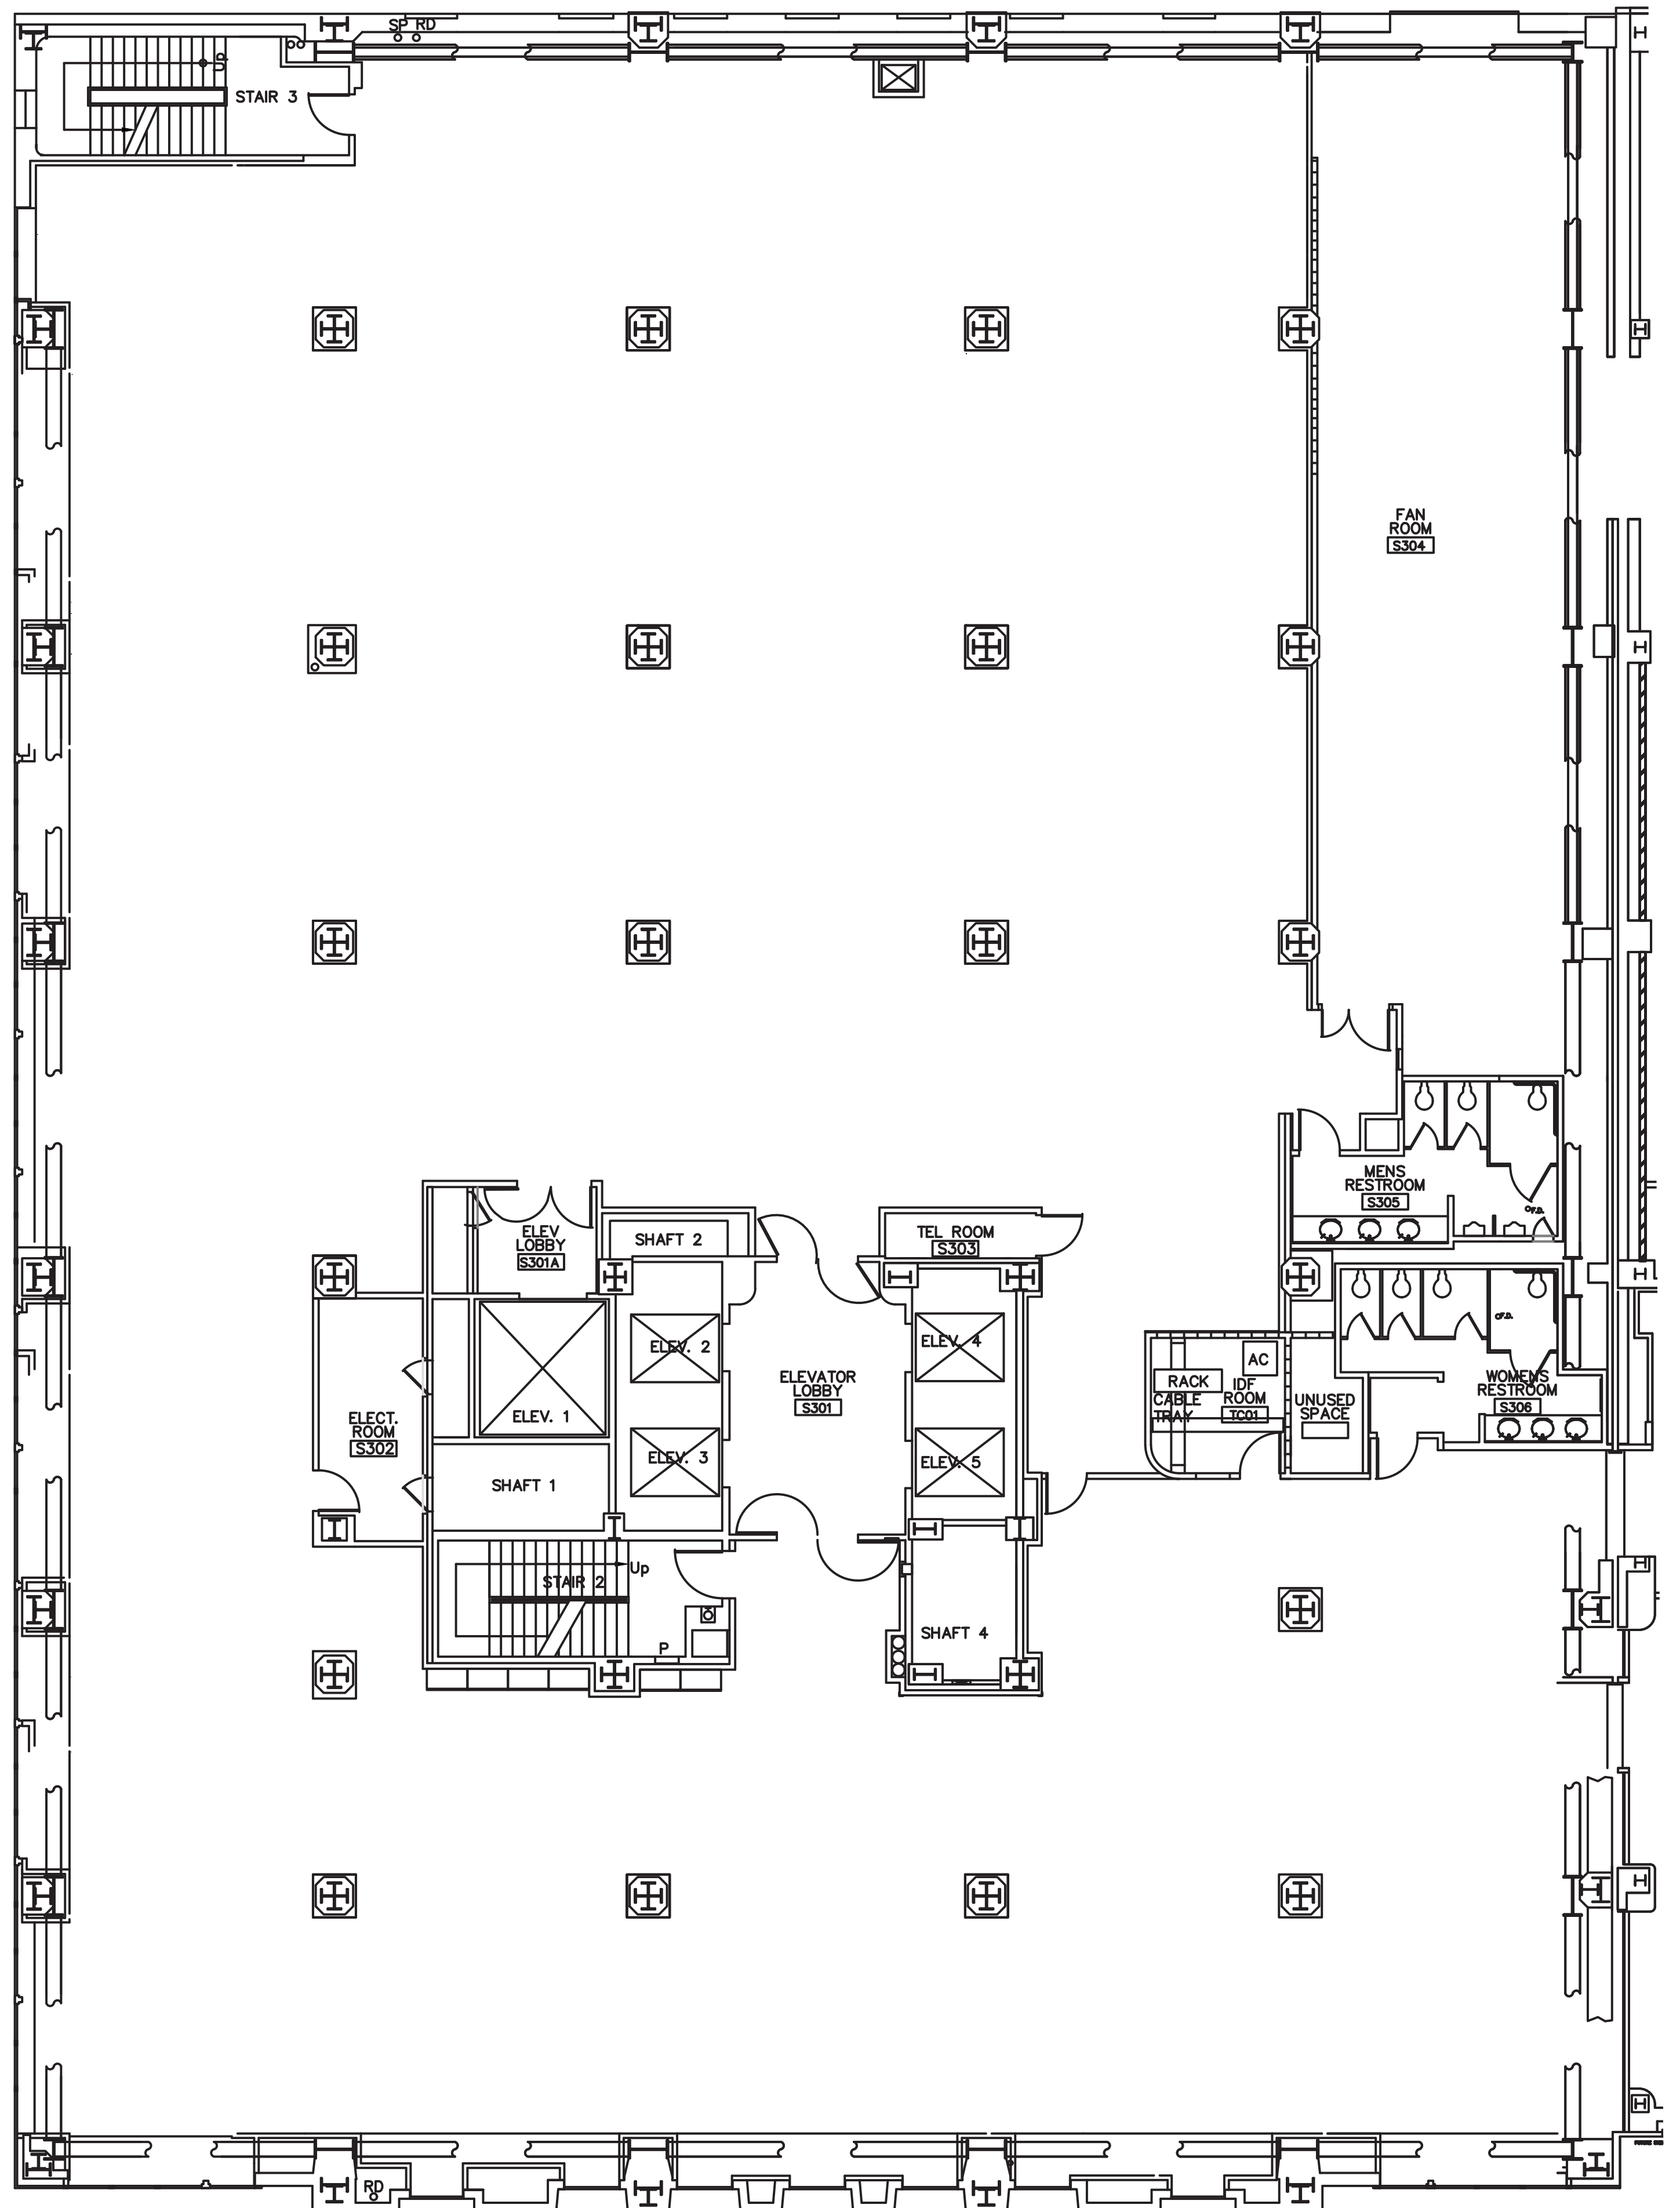 SP RD
UP
STAIR 3
FAN
ROOM
S304
MENS
RESTROOM
S305
F.D.
ELEV
LOBBY
S301A
SHAFT 2
TEL ROOM
S303
F.D.
ELEV. 2
ELEV. 4
ELEVATOR
LOBBY
S301
AC
RACK
IDF
ROOM
TC01
CABLE
TRAY
UNUSED
SPACE
WOMENS
RESTROOM
S306
ELEV. 1
ELECT.
ROOM
S302
ELEV. 3
ELEV. 5
SHAFT 1
Up
STAIR 2
P
SHAFT 4
RD